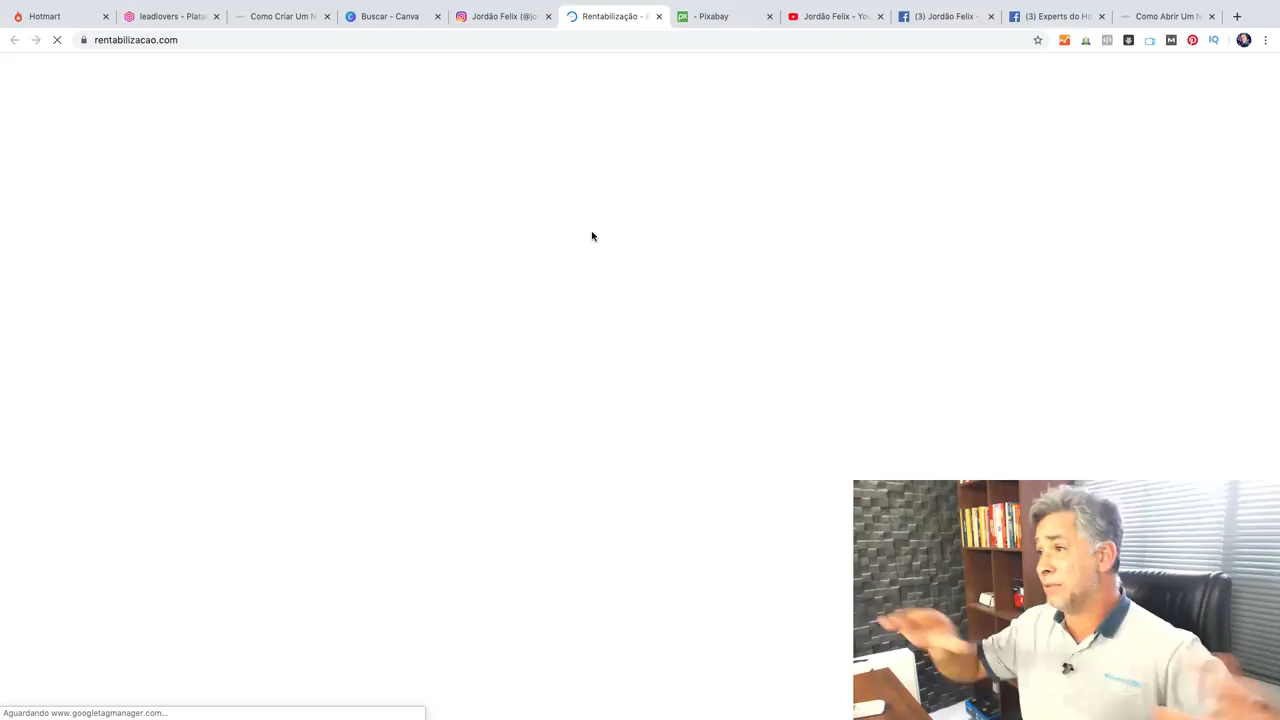 Hotmart
leadlovers - Platar
Como Criar Um N
Buscar - Canva
Jordão Felix (@jo
Rentabilização - E
- Pixabay
Jordão Felix - You
(3) Jordão Felix -
(3) Experts do Ho
Como Abrir Um N
rentabilizacao.com
Aguardando www.googletagmanager.com...